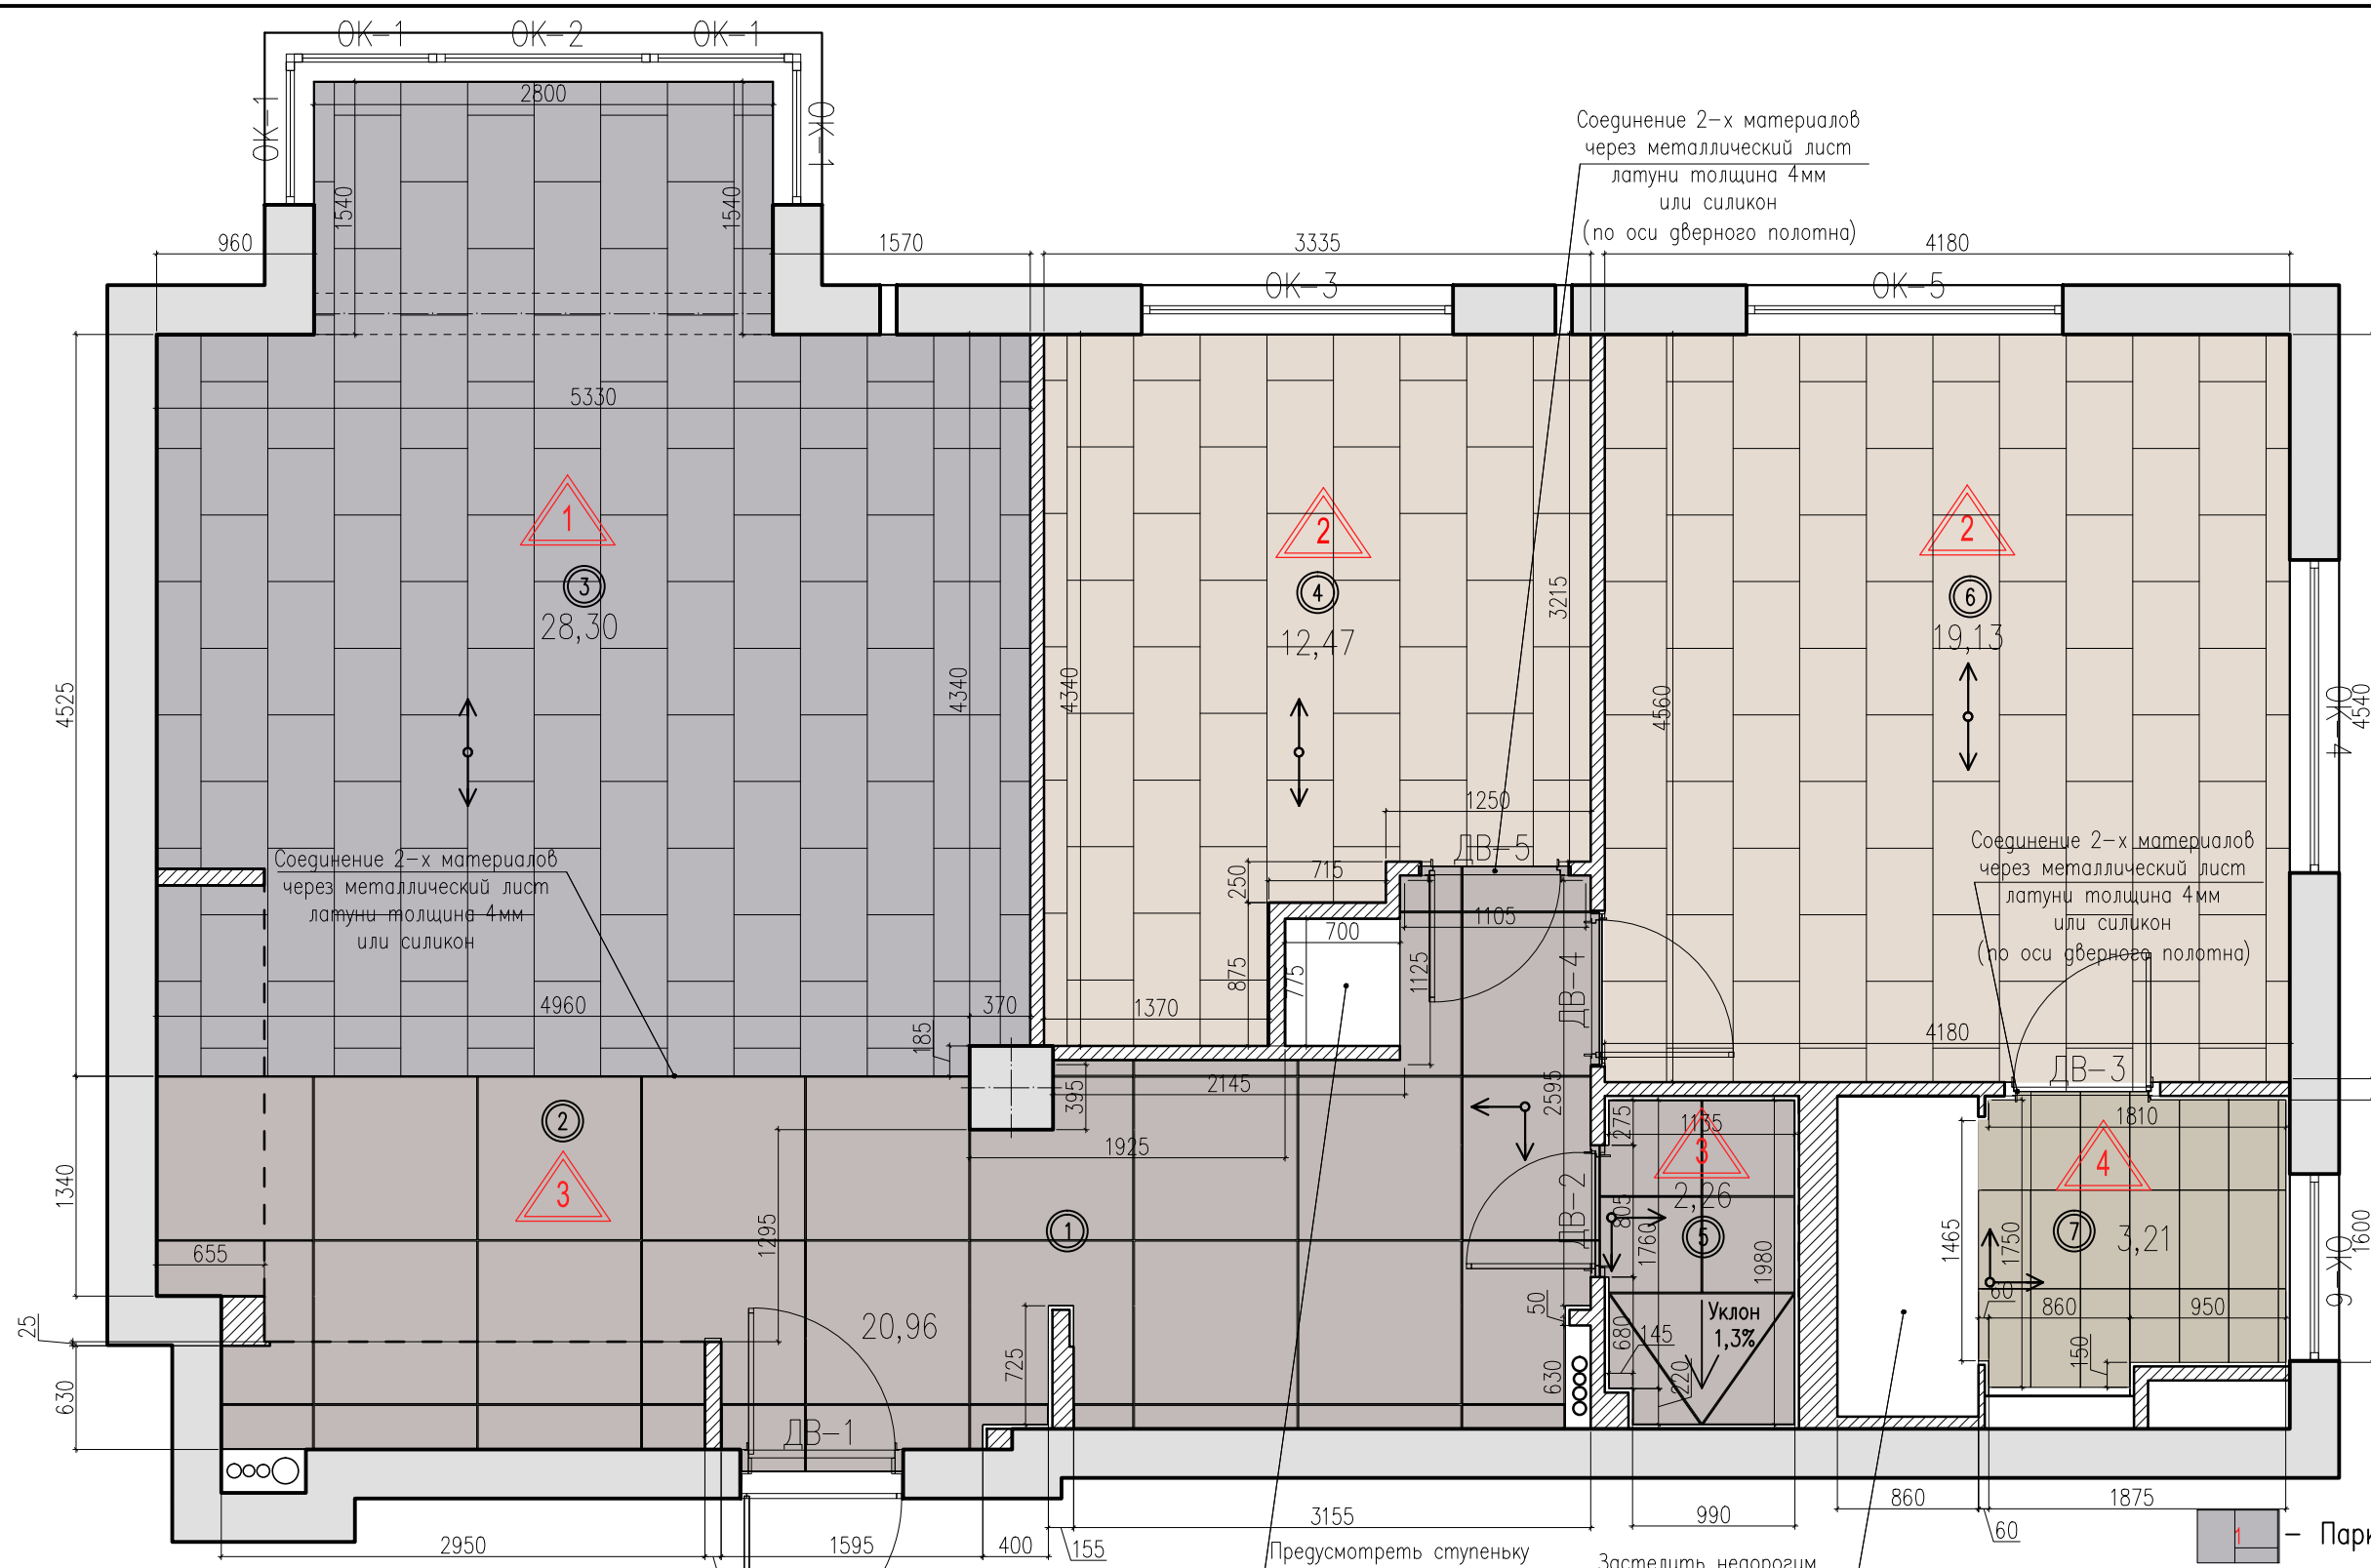 ОК-1
ОК-2
ОК-1
ОК-1
ОК-1
2800
1540
1540
960
1570
3335
4180
Соединение 2-х материалов
через металлический лист
латуни толщина 4мм
или силикон
(по оси дверного полотна)
ОК-3
ОК-5
5330
1
3
28,30
2
4
12,47
3215
2
6
19,13
4525
4340
4340
4560
ОК-4
4540
Соединение 2-х материалов
через металлический лист
латуни толщина 4мм
или силикон
1250
ДВ-5
715
250
1105
700
875
775
1125
ДВ-4
Соединение 2-х материалов
через металлический лист
латуни толщина 4мм
или силикон
(по оси дверного полотна)
4960
370
1370
185
4180
ДВ-3
395
2145
2595
2
3
1925
275
1135
3
2,26
5
1810
4
7
3,21
1340
655
1295
1
ДВ-2
805
1760
1980
1465
1750
60
860
950
1600
ОК-6
25
630
20,96
725
50
630
680
145
220
Уклон
1,3%
150
ДВ-1
2950
1595
400
155
3155
990
860
60
1875
1
– Парк
Предусмотреть ступеньку
Застелить недорогим